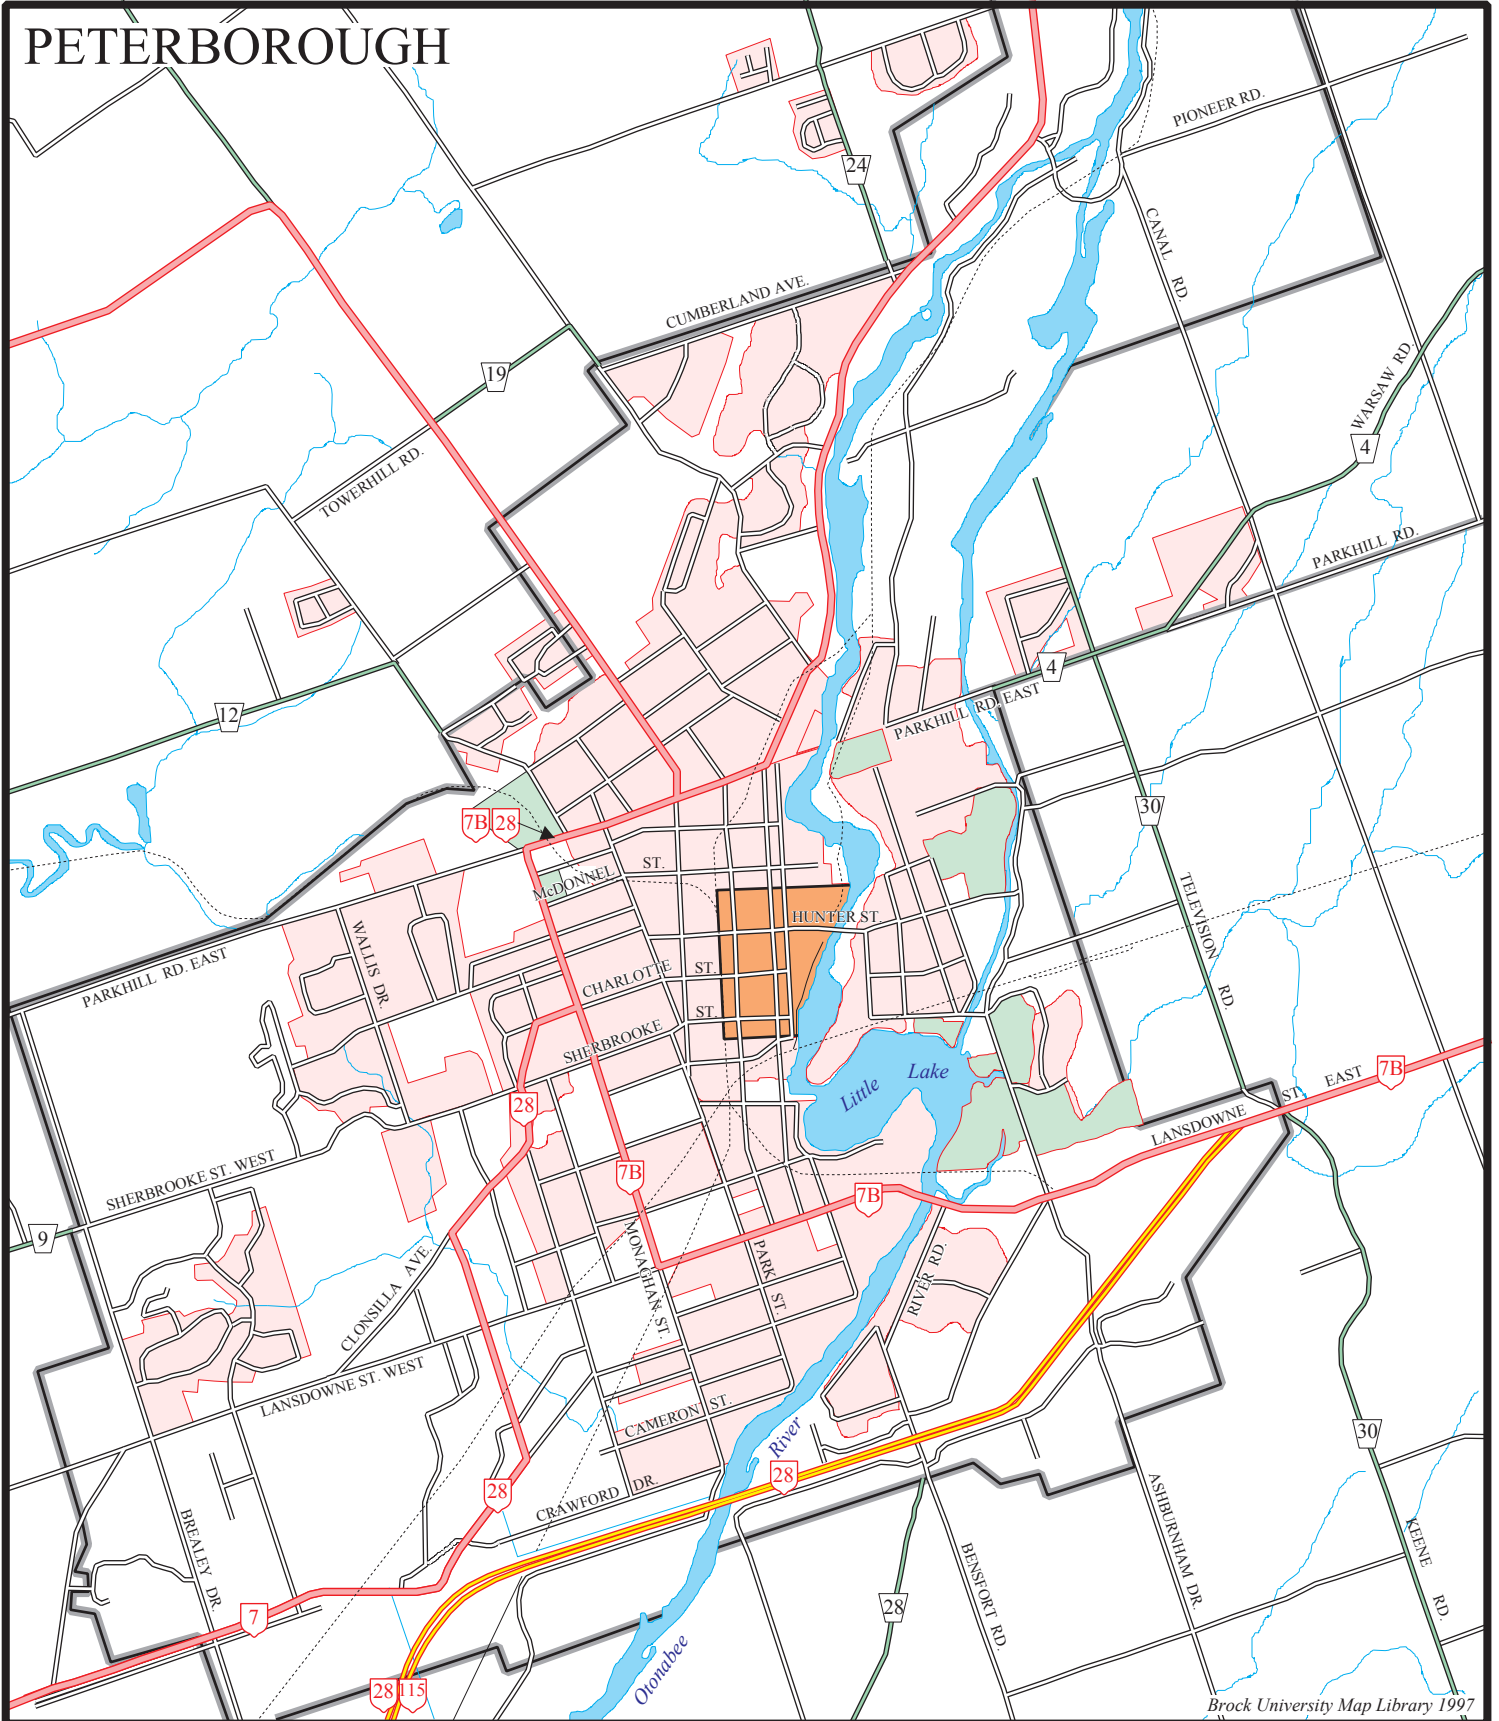 PETERBOROUGH
PIONEER RD.
24
CANAL RD.
CUMBERLAND AVE.
19
WARSAW RD.
4
TOWERHILL RD.
PARKHILL RD.
4
12
PARKHILL RD. EAST
30
7B 28
McDONNEL ST.
TELEVISION RD.
HUNTER ST.
WALLIS DR.
PARKHILL RD. EAST
CHARLOTTE ST.
SHERBROOKE ST.
Little Lake
7B
LANSDOWNE ST. EAST
28
7B
SHERBROOKE ST. WEST
7B
9
MONAGHAN ST.
PARK ST.
RIVER RD.
CLONSILLA AVE.
LANSDOWNE ST. WEST
CAMERON ST.
River
30
28
28
CRAWFORD DR.
BREALEY DR.
ASHBURNHAM DR.
KEENE RD.
BENSFORT RD.
7
28
Otonabee
28 115
Brock University Map Library 1997